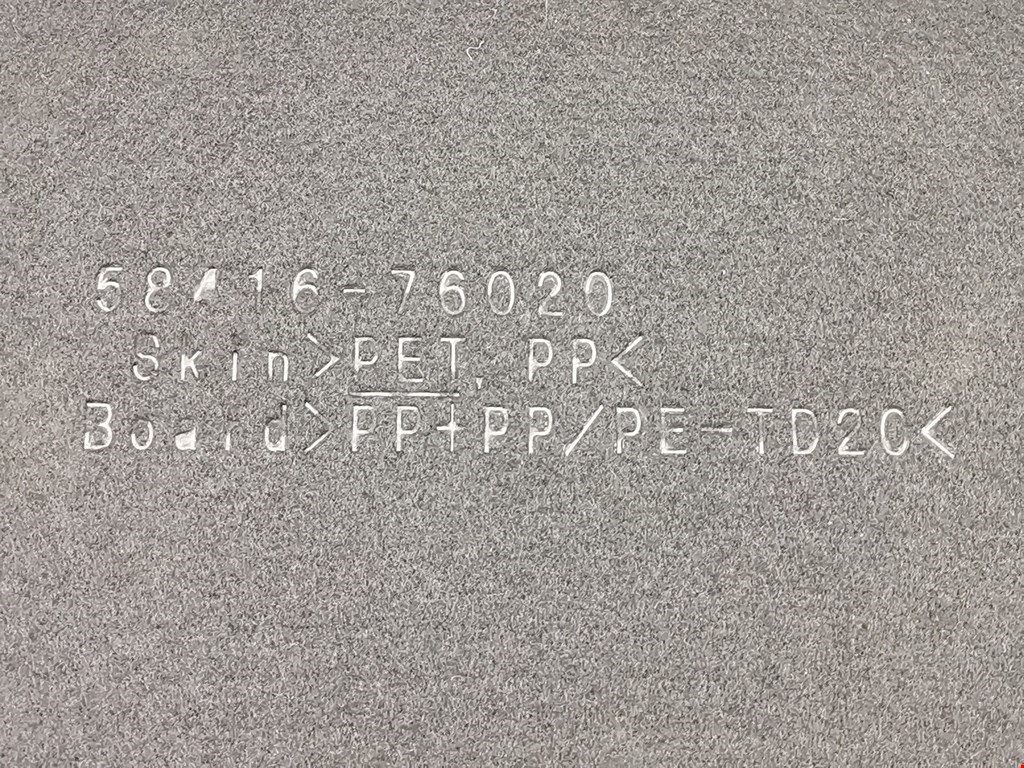 58416-76020
Skin>PET, PP<
Board>PP+PP/PE-TD20<